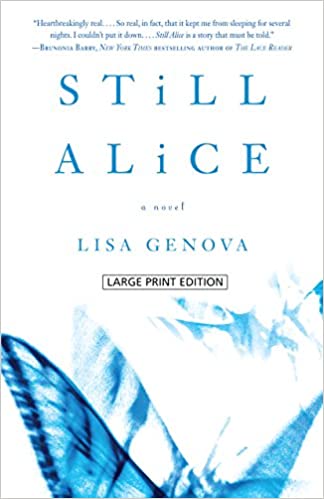 "Heartbreakingly real. . . . So real, in fact, that it kept me from sleeping for several
nights. I couldn't put it down. . . . Still Alice is a story that must be told."
—Brunonia Barry, New York Times bestselling author of The Lace Reader
STiLL
ALiCE
a novel
LISA GENOVA
LARGE PRINT EDITION